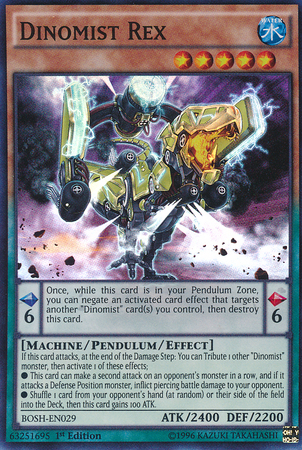 DINOMIST REX
WATER
水
Once, while this card is in your Pendulum Zone,
you can negate an activated card effect that targets
another "Dinomist" card(s) you control, then destroy
this card.
6
6
[MACHINE/PENDULUM/EFFECT]
If this card attacks, at the end of the Damage Step: You can Tribute 1 other "Dinomist"
monster, then activate 1 of these effects;
● This card can make a second attack on an opponent's monster in a row, and if it
attacks a Defense Position monster, inflict piercing battle damage to your opponent.
● Shuffle 1 card from your opponent's hand (at random) or their side of the field
into the Deck, then this card gains 100 ATK.
BOSH-EN029
ATK/2400 DEF/2200
63251695 1st Edition
©1996 KAZUKI TAKAHASHI